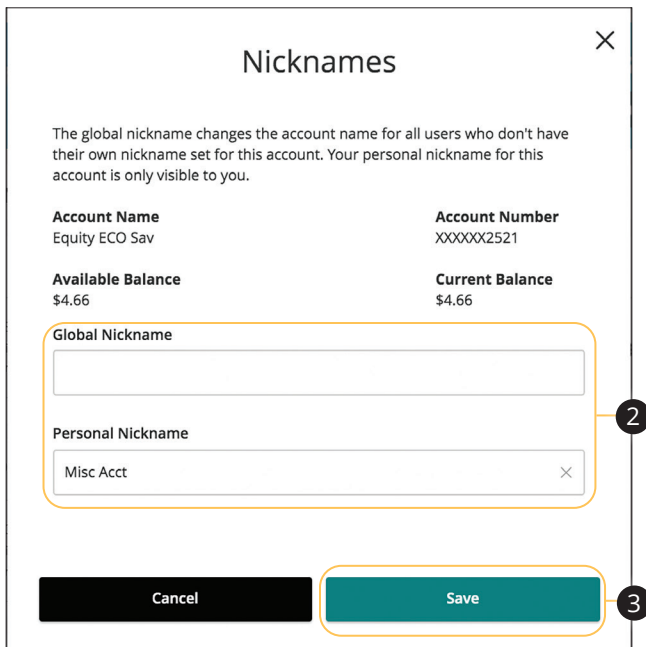 Nicknames
The global nickname changes the account name for all users who don't have
their own nickname set for this account. Your personal nickname for this
account is only visible to you.
Account Name
Account Number
Equity ECO Sav
XXXXXX2521
Available Balance
Current Balance
$4.66
$4.66
Global Nickname
2
Personal Nickname
Misc Acct
Cancel
Save
3